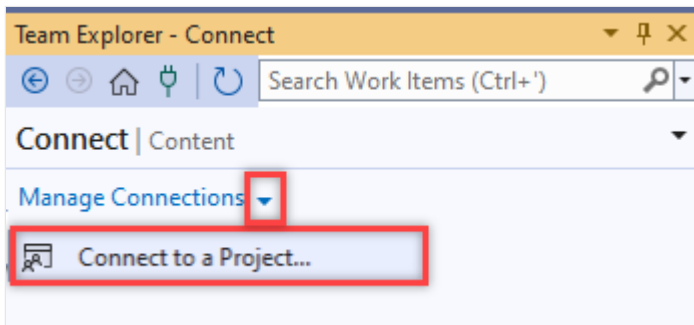 Team Explorer - Connect
Search Work Items (Ctrl+')
Connect | Content
Manage Connections
Connect to a Project...